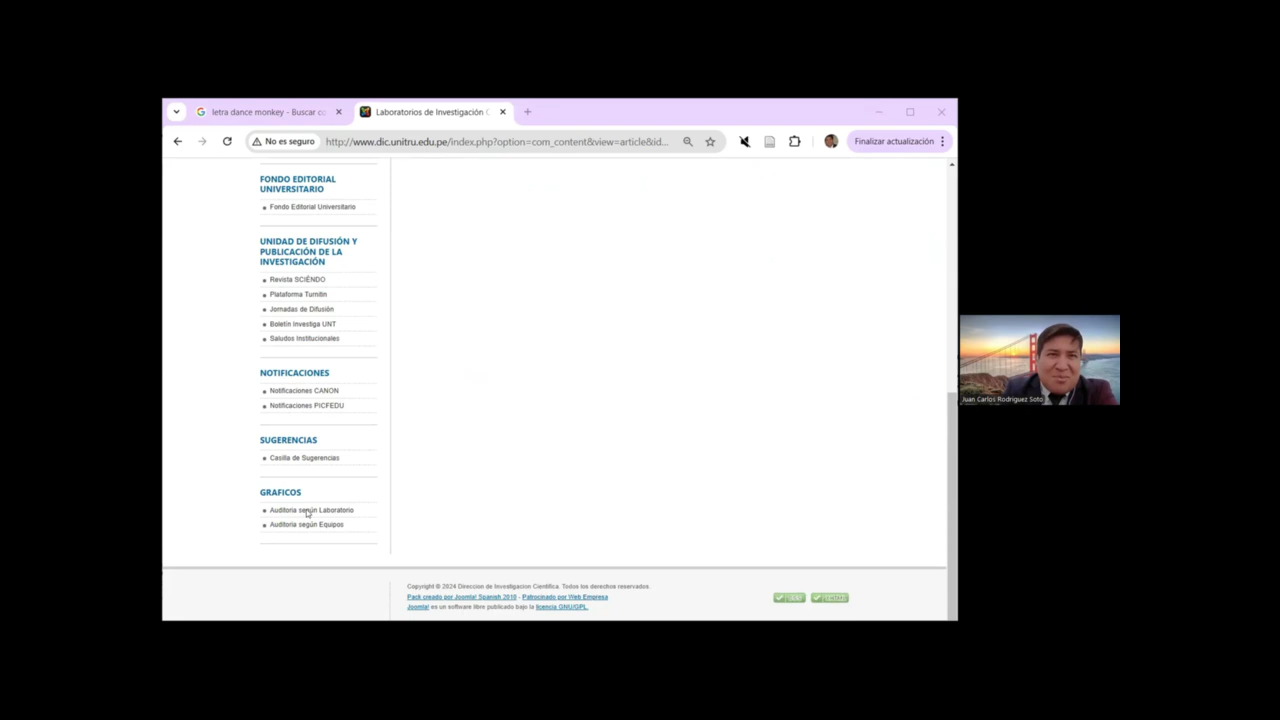 letra dance monkey - Buscar co
Laboratorios de Investigación C
No es seguro
http://www.dic.unitru.edu.pe/index.php?option=com_content&view=article&id...
Finalizar actualización
FONDO EDITORIAL
UNIVERSITARIO
Fondo Editorial Universitario
UNIDAD DE DIFUSIÓN Y
PUBLICACIÓN DE LA
INVESTIGACIÓN
Revista SCIÉNDO
Plataforma Turnitin
Jornadas de Difusión
Boletín Investiga UNT
Saludos Institucionales
NOTIFICACIONES
Notificaciones CANON
Notificaciones PICFEDU
SUGERENCIAS
Casilla de Sugerencias
GRAFICOS
Auditoria según Laboratorio
Auditoria según Equipos
Copyright © 2024 Direccion de Investigacion Cientifica. Todos los derechos reservados.
Pack creado por Joomla! Spanish 2010 - Patrocinado por Web Empresa
Joomla! es un software libre publicado bajo la licencia GNU/GPL.
Juan Carlos Rodriguez Soto